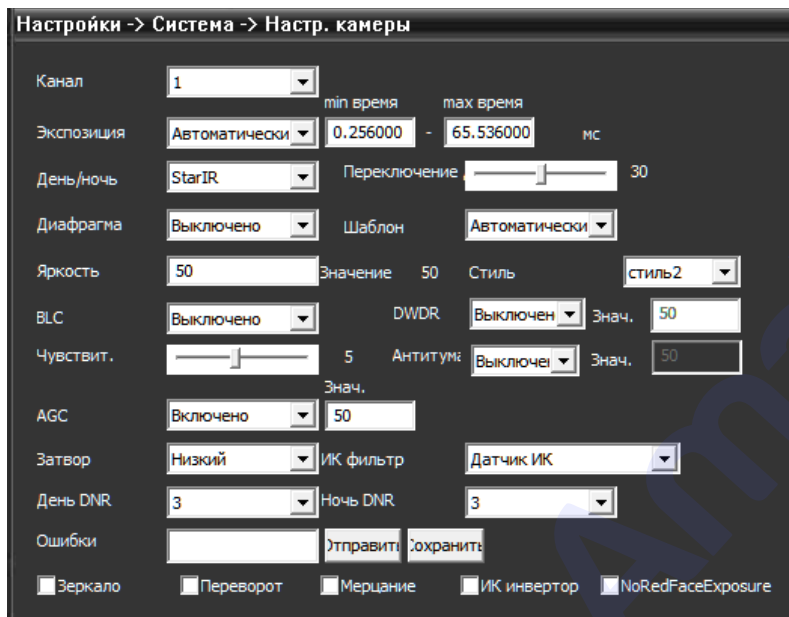 Настройки -> Система -> Настр. камеры
Канал 1
min время max время
Экспозиция Автоматически 0.256000 - 65.536000 мс
День/ночь StarIR Переключение 30
Диафрагма Выключено Шаблон Автоматически
Яркость 50 Значение 50 Стиль стиль2
BLC Выключено DWDR Выключен Знач. 50
Чувствит. 5 Антитума Выключен Знач. 50
Знач.
AGC Включено 50
Затвор Низкий ИК фильтр Датчик ИК
День DNR 3 Ночь DNR 3
Ошибки Отправить Сохранить
Зеркало Переворот Мерцание ИК инвертор NoRedFaceExposure